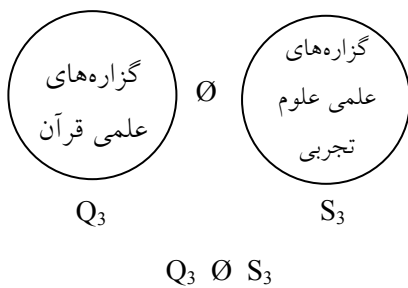 گزاره‌های
علمی علوم
تجربی
Ø
گزاره‌های
علمی قرآن
Q₃
S₃
Q₃ Ø S₃